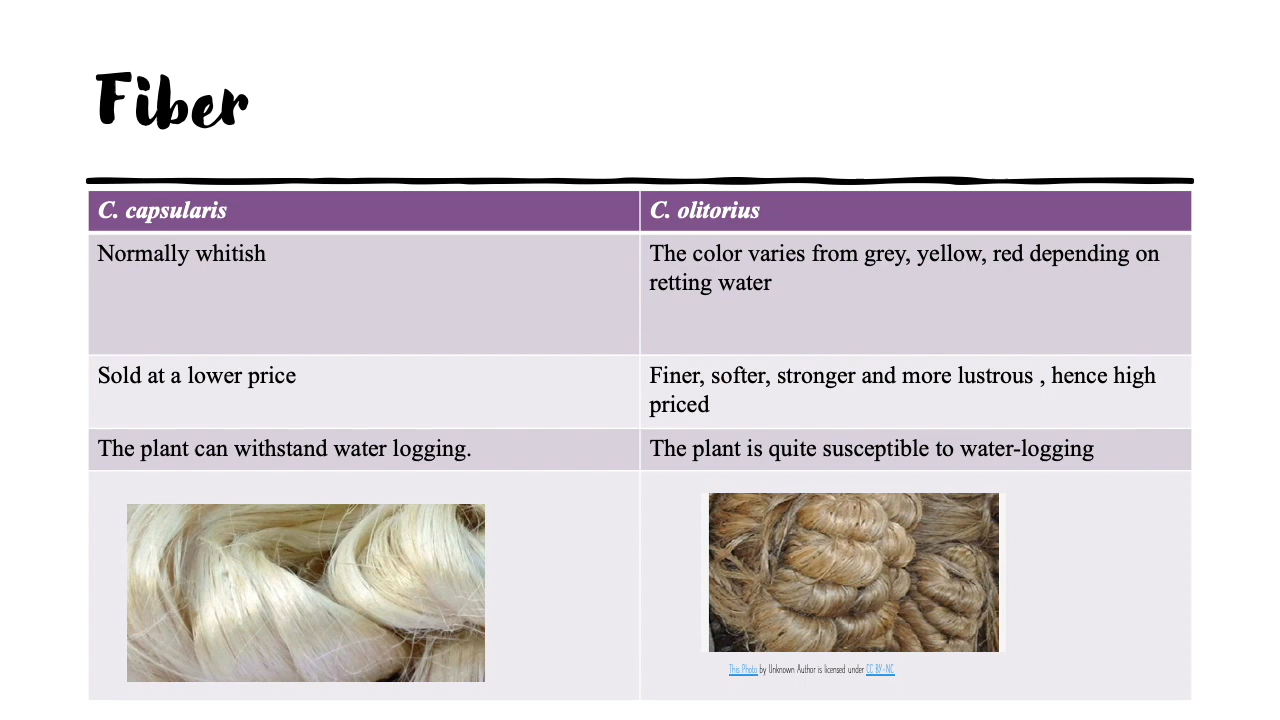 Fiber
C. capsularis
C. olitorius
Normally whitish
The color varies from grey, yellow, red depending on
retting water
Sold at a lower price
Finer, softer, stronger and more lustrous , hence high
priced
The plant can withstand water logging.
The plant is quite susceptible to water-logging
This Photo by Unknown Author is licensed under CC BY-NC